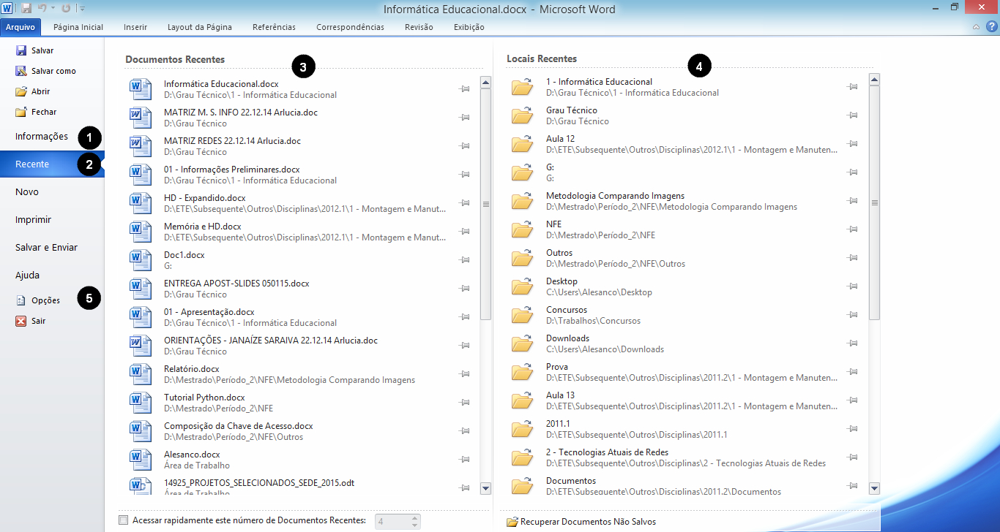 Informática Educacional.docx - Microsoft Word
Arquivo Página Inicial Inserir Layout da Página Referências Correspondências Revisão Exibição
Salvar
Salvar como
Abrir
Fechar
Informações 1
Recente 2
Novo
Imprimir
Salvar e Enviar
Ajuda
Opções 5
Sair
Documentos Recentes 3
Informática Educacional.docx
D:\Grau Técnico\1 - Informática Educacional
MATRIZ M. S. INFO 22.12.14 Arlucia.doc
D:\Grau Técnico
MATRIZ REDES 22.12.14 Arlucia.doc
D:\Grau Técnico
01 - Informações Preliminares.docx
D:\Grau Técnico\1 - Informática Educacional
HD - Expandido.docx
D:\ETE\Subsequente\Outros\Disciplinas\2012.1\1 - Montagem e Manut...
Memória e HD.docx
D:\ETE\Subsequente\Outros\Disciplinas\2012.1\1 - Montagem e Manut...
Doc1.docx
G:
ENTREGA APOST-SLIDES 050115.docx
D:\Grau Técnico
01 - Apresentação.docx
D:\Grau Técnico\1 - Informática Educacional
ORIENTAÇÕES - JANAÍZE SARAIVA 22.12.14 Arlucia.doc
D:\Grau Técnico
Relatório.docx
D:\Mestrado\Período_2\NFE\Metodologia Comparando Imagens
Tutorial Python.docx
D:\Mestrado\Período_2\NFE
Composição da Chave de Acesso.docx
D:\Mestrado\Período_2\NFE\Outros
Alesanco.docx
Área de Trabalho
14925_PROJETOS_SELECIONADOS_SEDE_2015.odt
Área de Trabalho
Acessar rapidamente este número de Documentos Recentes: 4
Locais Recentes 4
1 - Informática Educacional
D:\Grau Técnico\1 - Informática Educacional
Grau Técnico
D:\Grau Técnico
Aula 12
D:\ETE\Subsequente\Outros\Disciplinas\2012.1\1 - Montagem e Manuten...
G:
G:
Metodologia Comparando Imagens
D:\Mestrado\Período_2\NFE\Metodologia Comparando Imagens
NFE
D:\Mestrado\Período_2\NFE
Outros
D:\Mestrado\Período_2\NFE\Outros
Desktop
C:\Users\Alesanco\Desktop
Concursos
D:\Trabalhos\Concursos
Downloads
C:\Users\Alesanco\Downloads
Prova
D:\ETE\Subsequente\Outros\Disciplinas\2011.2\1 - Montagem e Manuten...
Aula 13
D:\ETE\Subsequente\Outros\Disciplinas\2011.2\1 - Montagem e Manuten...
2011.1
D:\ETE\Subsequente\Outros\Disciplinas\2011.1
2 - Tecnologias Atuais de Redes
D:\ETE\Subsequente\Outros\Disciplinas\2 - Tecnologias Atuais de Redes
Documentos
D:\ETE\Subsequente\Outros\Disciplinas\2011.2\Documentos
Recuperar Documentos Não Salvos